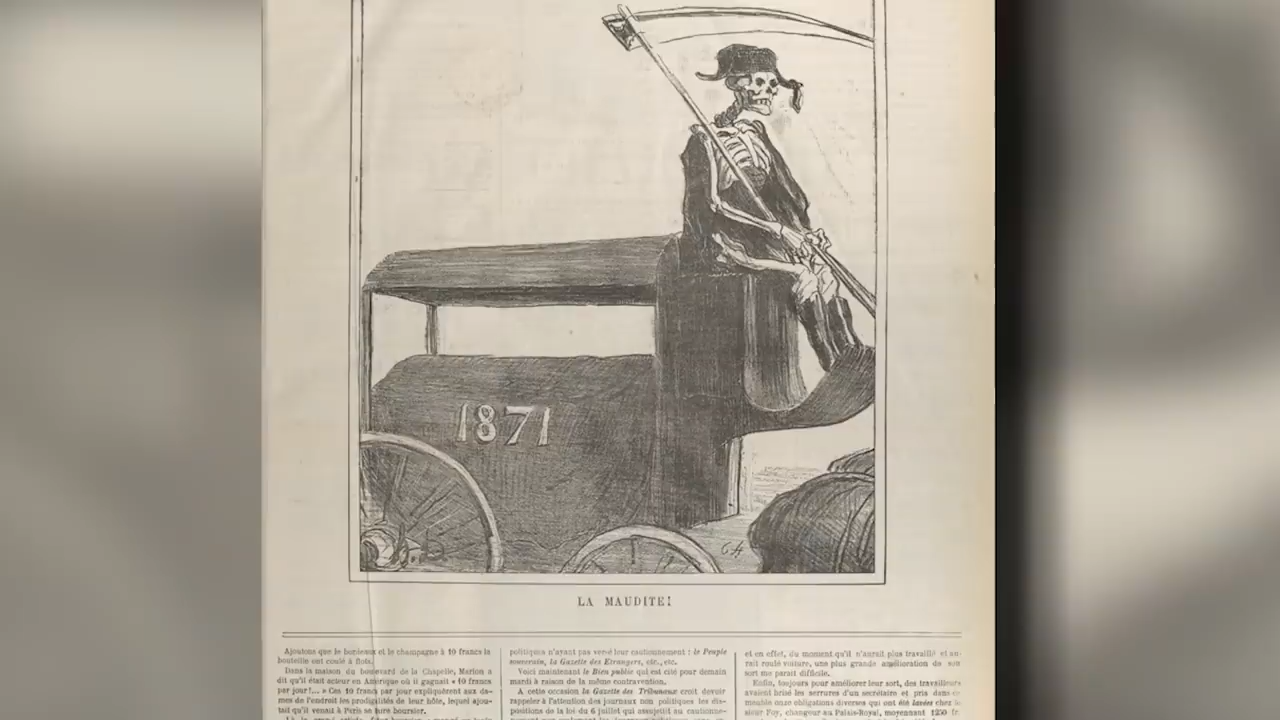 1871
LA MAUDITE!
Ajoutons que le bordeaux et le champagne à 10 francs la
bouteille ont coulé à flots.
Dans la maison du boulevard de la Chapelle, Marion a
dit qu'il était acteur en Amérique où il gagnait « 10 francs
par jour!... » Ces 10 francs par jour expliquèrent aux da-
mes de l'endroit les prodigalités de leur hôte, lequel ajou-
tait qu'il venait à Paris se faire boursier.
politiques n'ayant pas versé leur cautionnement : le Peuple
souverain, la Gazette des Etrangers, etc., etc.
Voici maintenant le Bien public qui est cité pour demain
mardi à raison de la même contravention.
A cette occasion la Gazette des Tribunaux croit devoir
rappeler à l'attention des journaux non politiques les dis-
positions de la loi du 6 juillet qui assujettit au cautionne-
et en effet, du moment qu'il n'aurait plus travaillé et au-
rait roulé voiture, une plus grande amélioration de son
sort me paraît difficile.
Enfin, toujours pour améliorer leur sort, des travailleurs
avaient brisé les serrures d'un secrétaire et pris dans ce
meuble onze obligations diverses qui ont été lavées chez le
sieur Foy, changeur au Palais-Royal, moyennant 1250 fr.